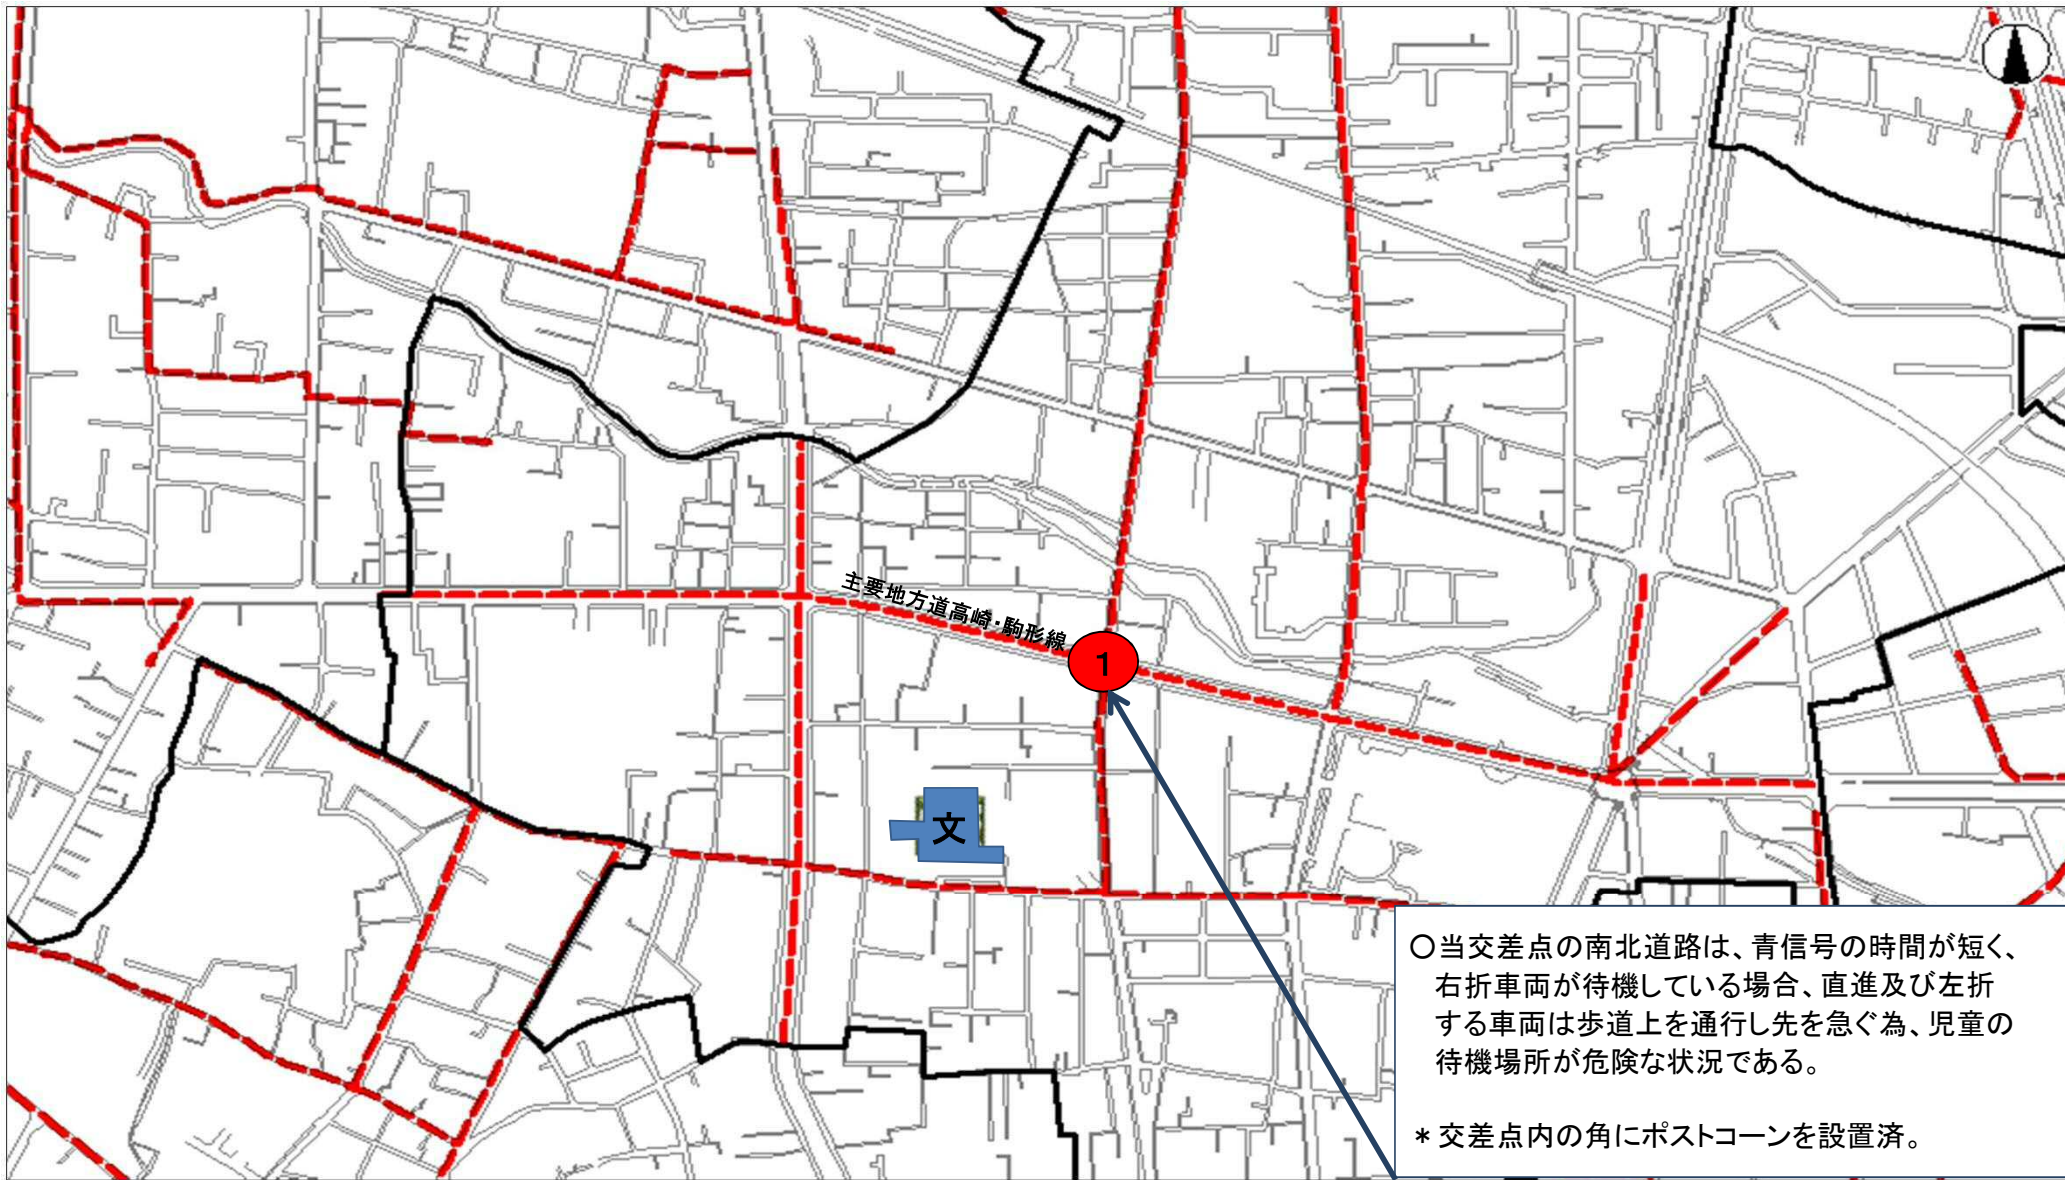 主要地方道高崎・駒形線
1
文
〇当交差点の南北道路は、青信号の時間が短く、
右折車両が待機している場合、直進及び左折
する車両は歩道上を通行し先を急ぐ為、児童の
待機場所が危険な状況である。
＊交差点内の角にポストコーンを設置済。